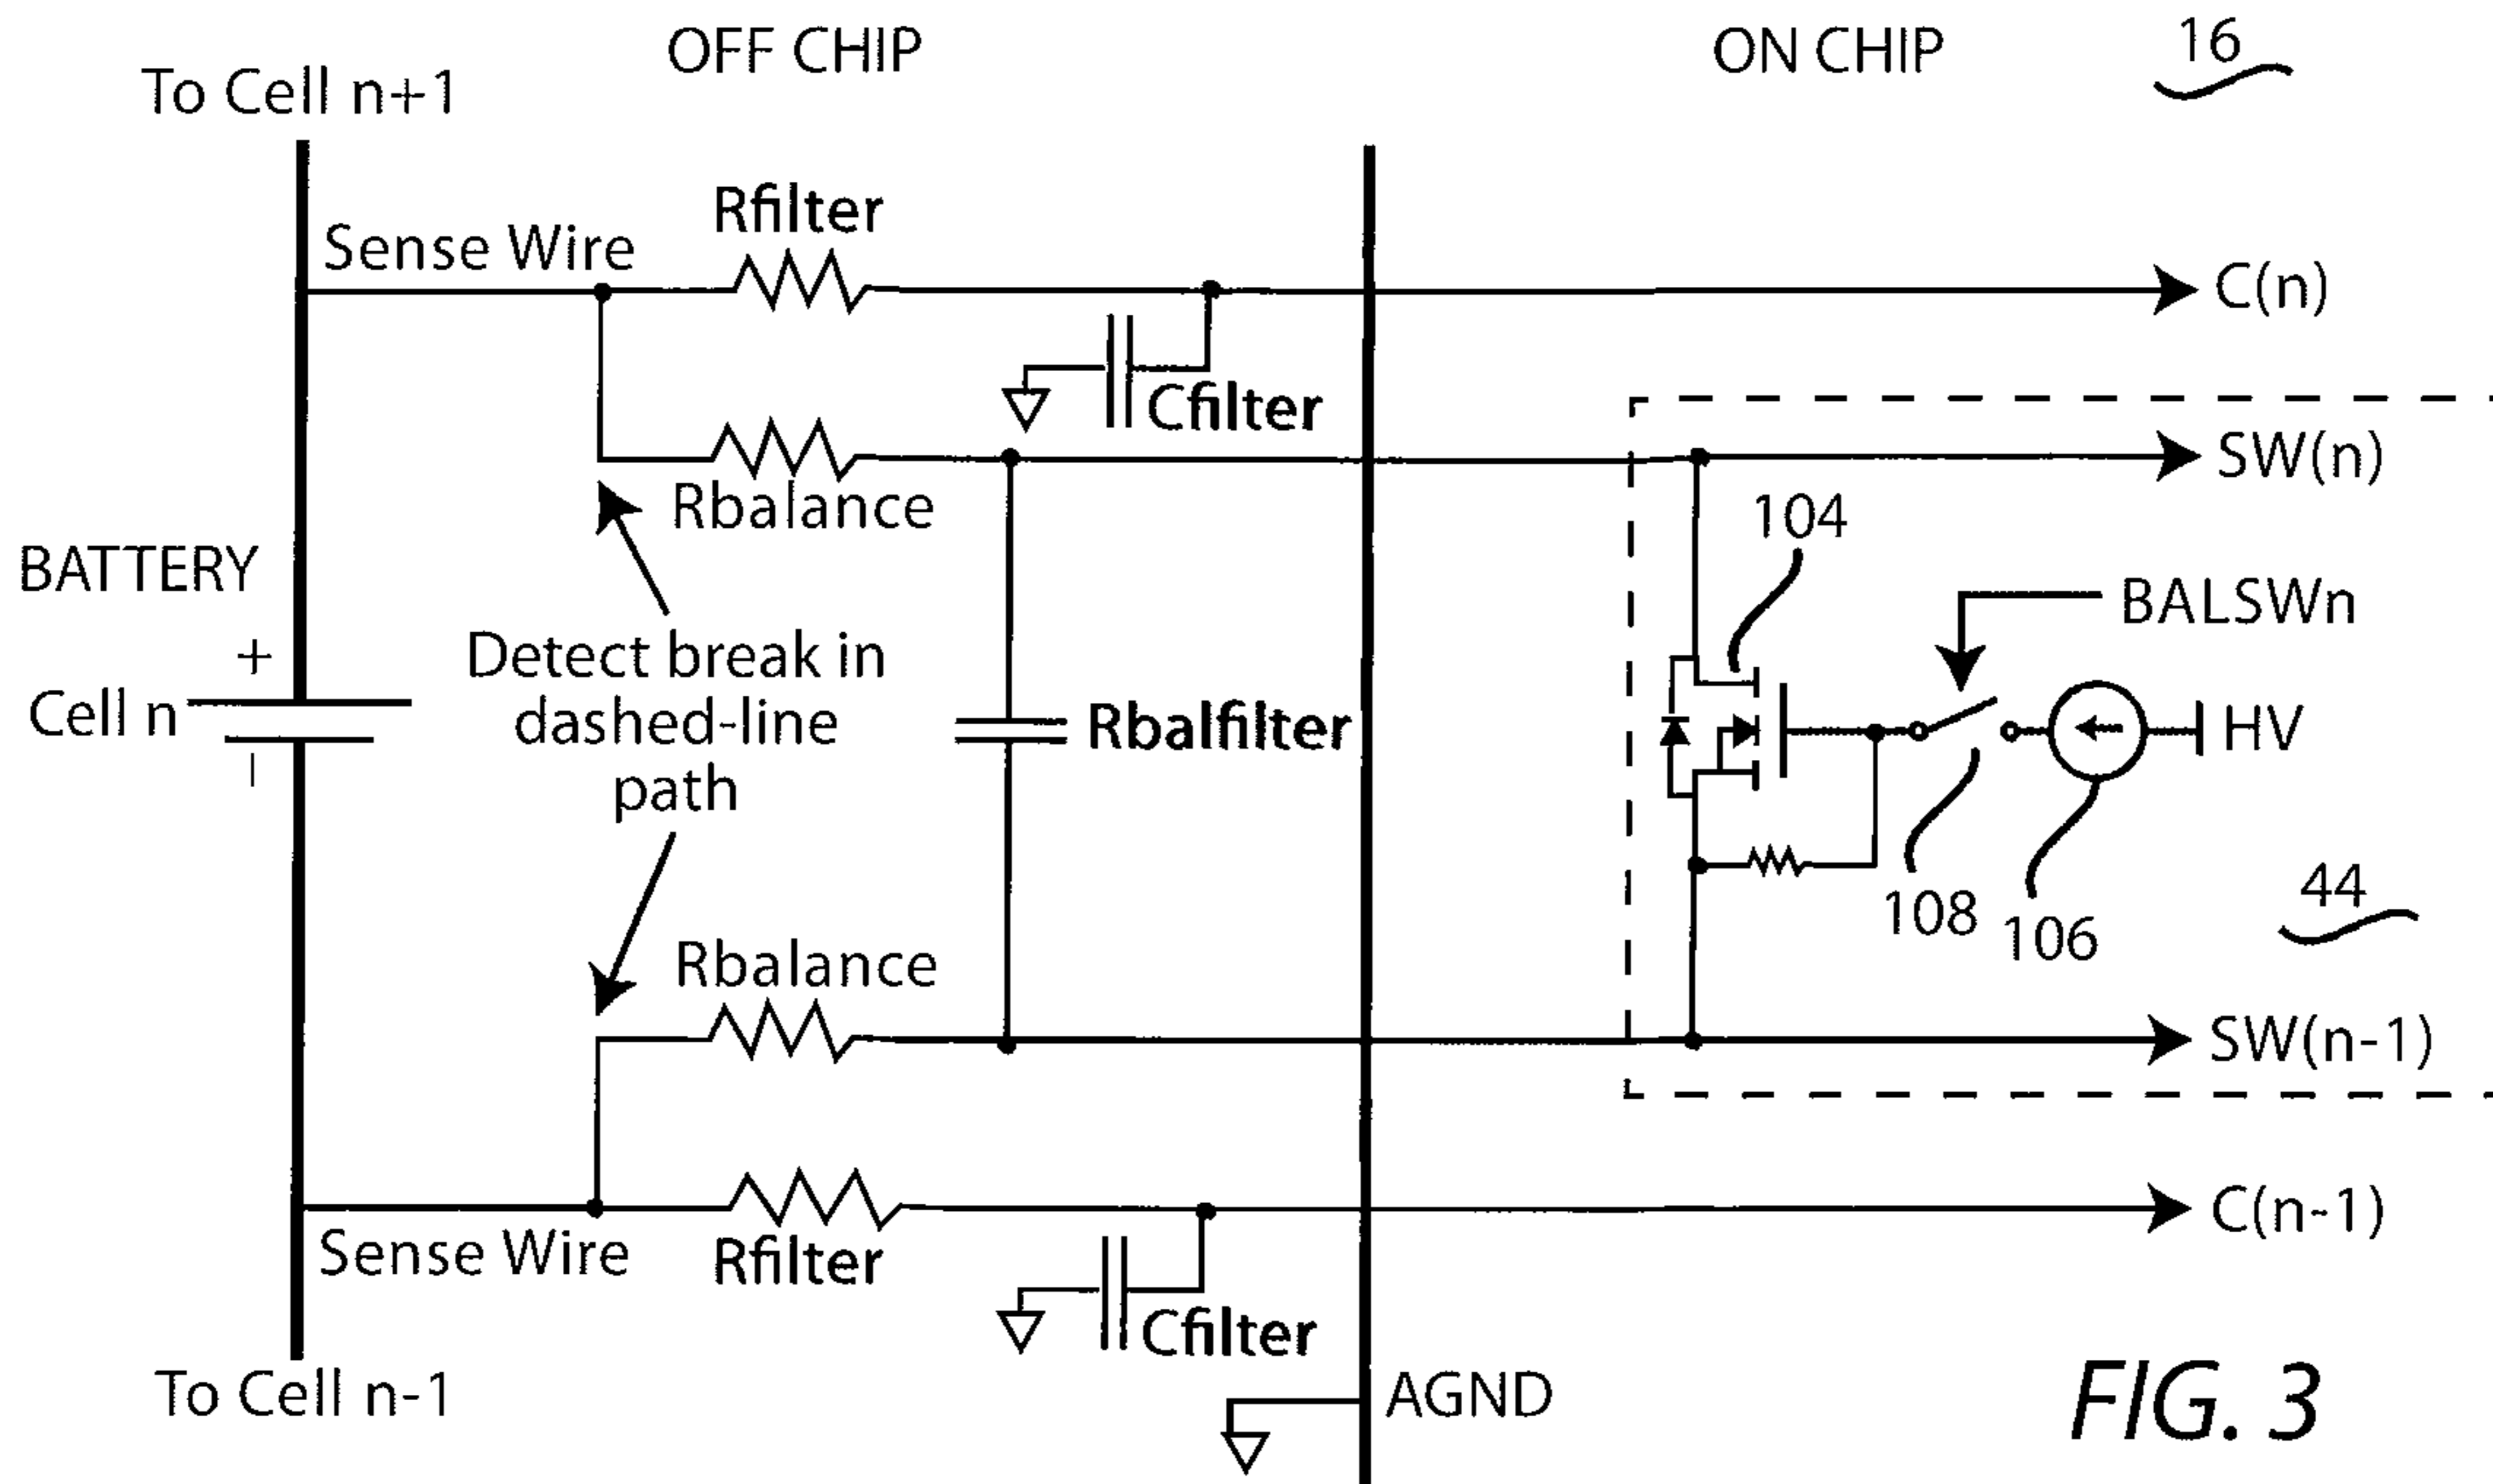 OFF CHIP
ON CHIP
16
To Cell n+1
Rfilter
Sense Wire
C(n)
Cfilter
SW(n)
Rbalance
104
BATTERY
BALSWn
+
Detect break in
dashed-line
path
Cell n
Rbalfilter
HV
-
108
106
44
Rbalance
SW(n-1)
C(n-1)
Sense Wire
Rfilter
Cfilter
To Cell n-1
AGND
FIG. 3